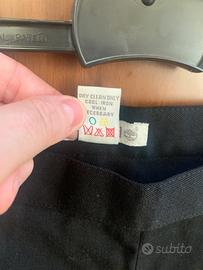 DRY CLEAN ONLY
COOL IRON
WHEN
NECESSARY
subito